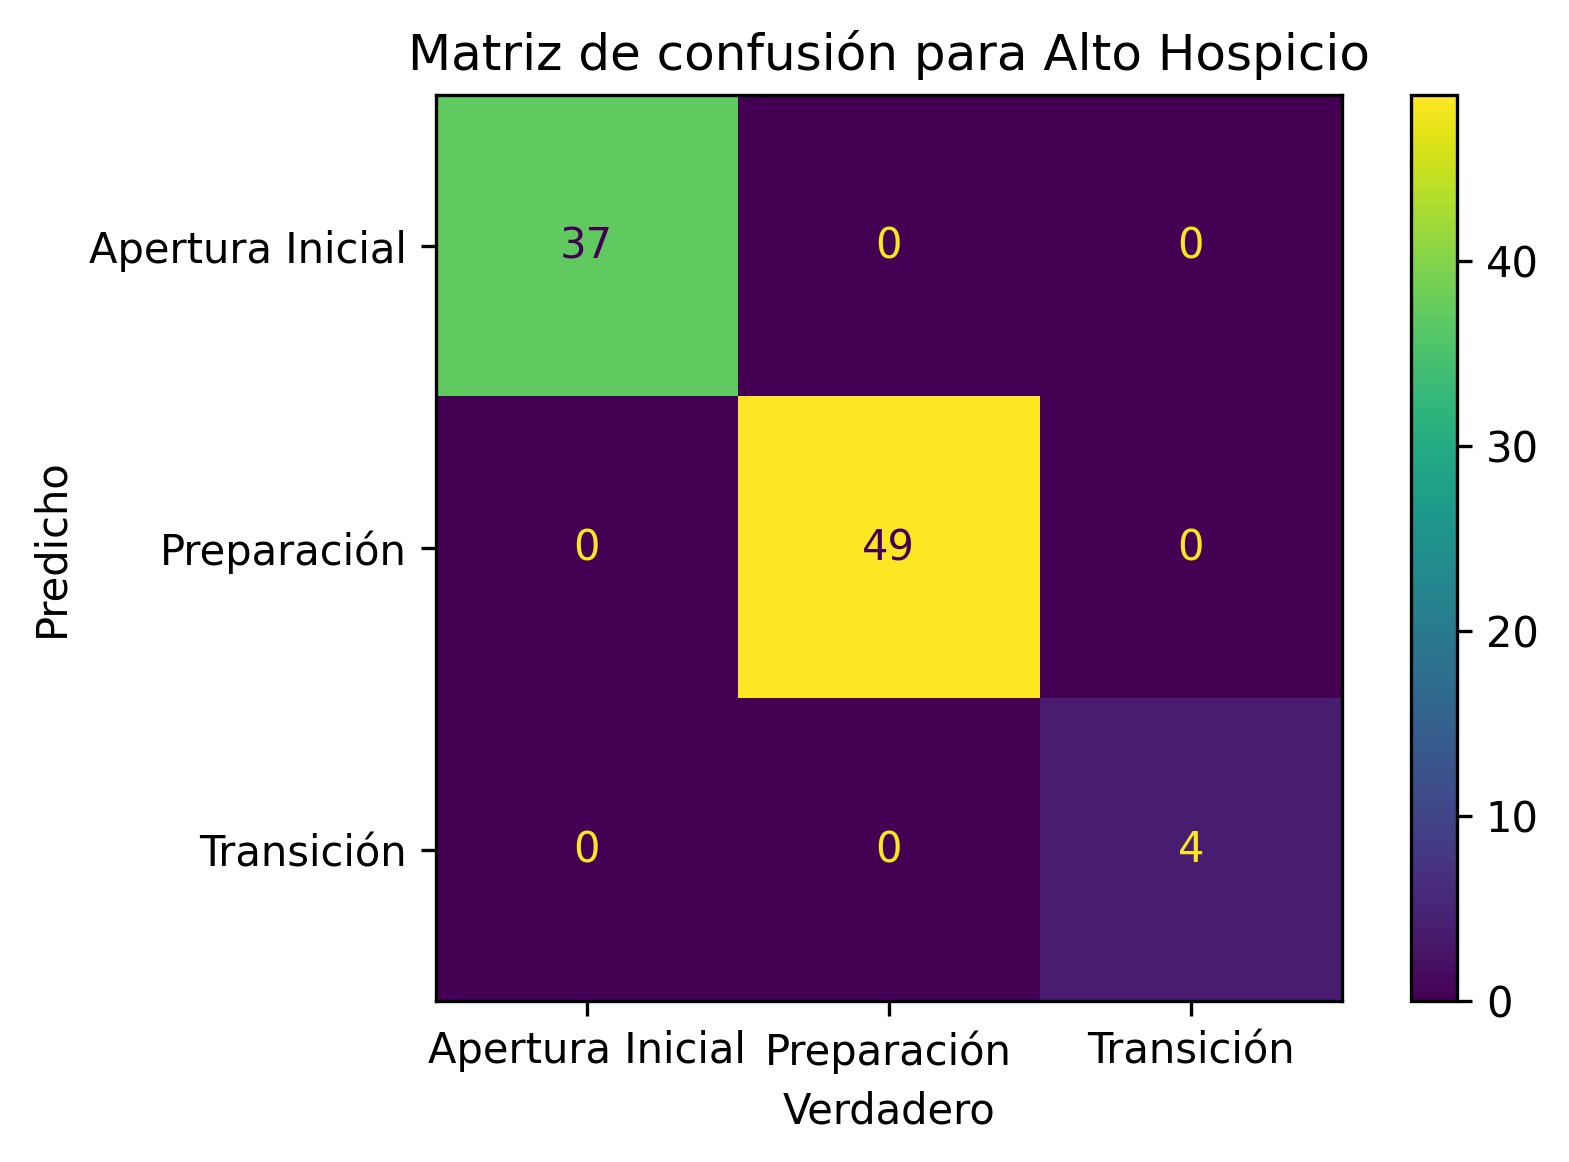 Matriz de confusión para Alto Hospicio
Apertura Inicial
37
0
0
40
30
Predicho
Preparación
0
49
0
20
10
Transición
0
0
4
0
Apertura Inicial
Preparación
Transición
Verdadero